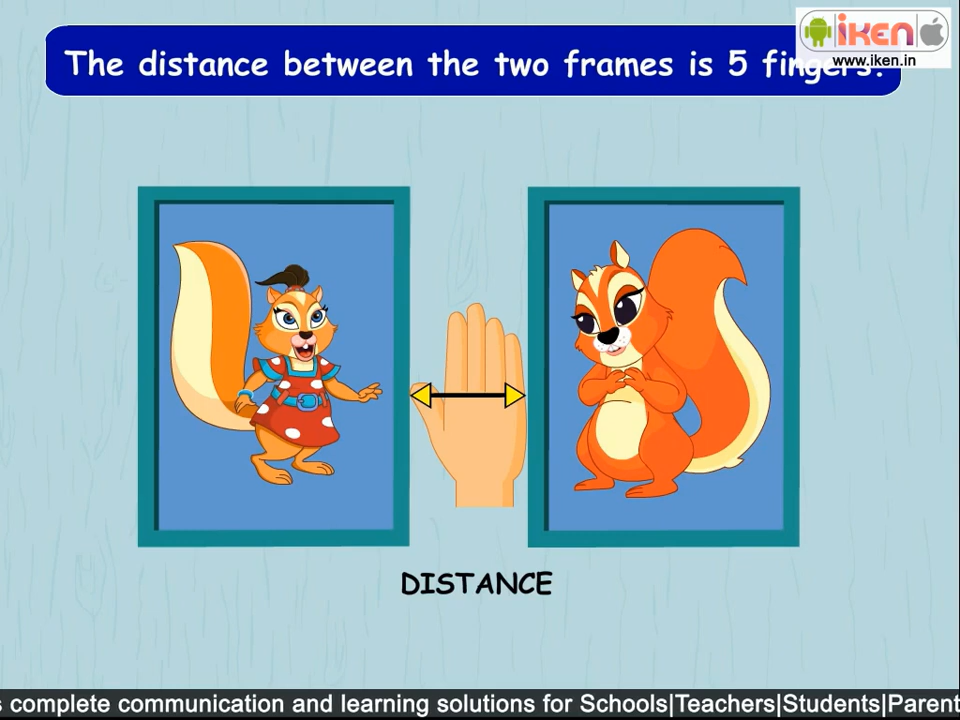 The distance between the two frames is 5 fingers.
iKEN
www.iken.in
DISTANCE
s complete communication and learning solutions for Schools|Teachers|Students|Parent